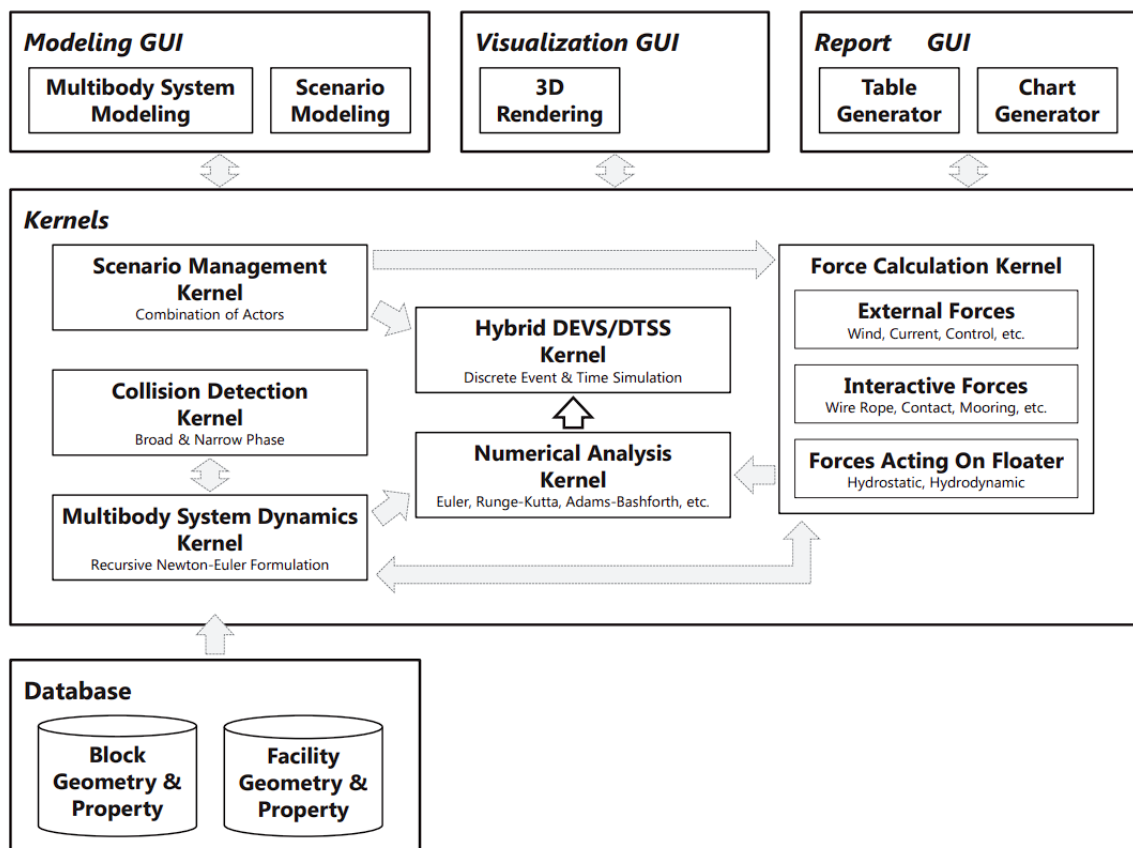 Modeling GUI
Multibody System
Modeling
Scenario
Modeling
Visualization GUI
3D
Rendering
Report GUI
Table
Generator
Chart
Generator
Kernels
Scenario Management
Kernel
Combination of Actors
Collision Detection
Kernel
Broad & Narrow Phase
Multibody System Dynamics
Kernel
Recursive Newton-Euler Formulation
Hybrid DEVS/DTSS
Kernel
Discrete Event & Time Simulation
Numerical Analysis
Kernel
Euler, Runge-Kutta, Adams-Bashforth, etc.
Force Calculation Kernel
External Forces
Wind, Current, Control, etc.
Interactive Forces
Wire Rope, Contact, Mooring, etc.
Forces Acting On Floater
Hydrostatic, Hydrodynamic
Database
Block
Geometry &
Property
Facility
Geometry &
Property